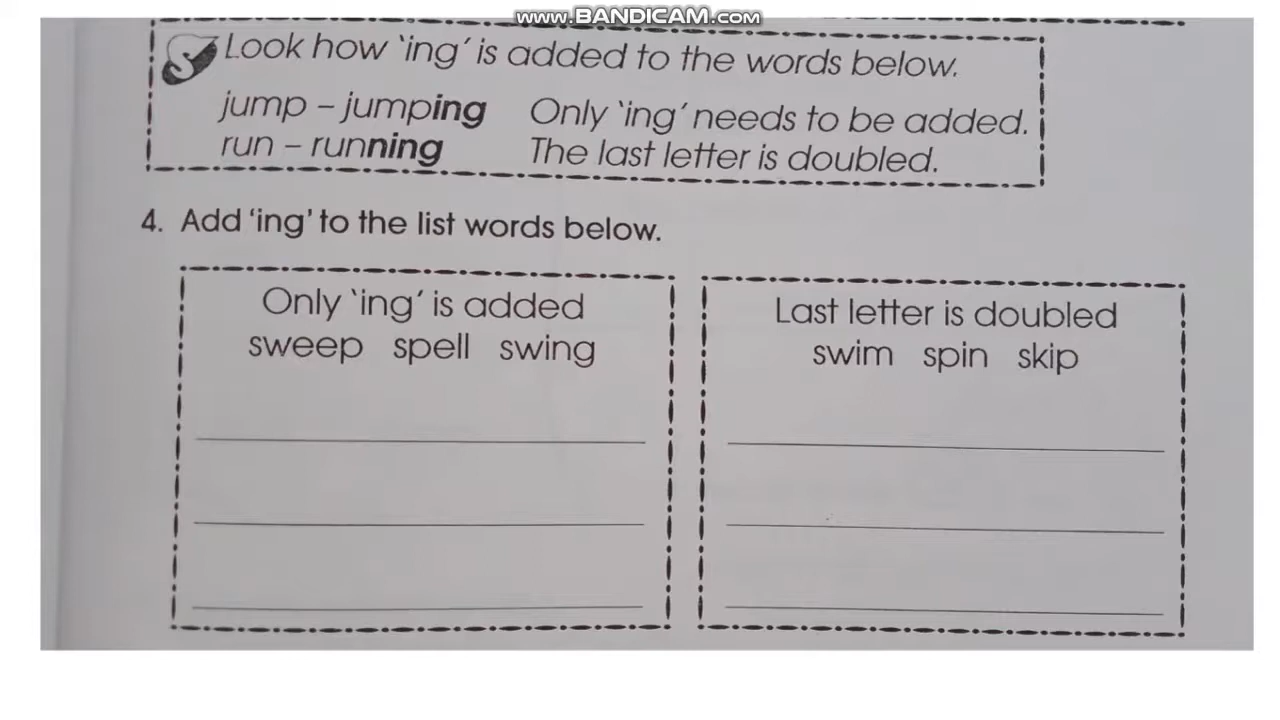 www.BANDICAM.com
Look how 'ing' is added to the words below.
jump – jumping Only 'ing' needs to be added.
run – running The last letter is doubled.
4. Add 'ing' to the list words below.
Only 'ing' is added
sweep spell swing
Last letter is doubled
swim spin skip